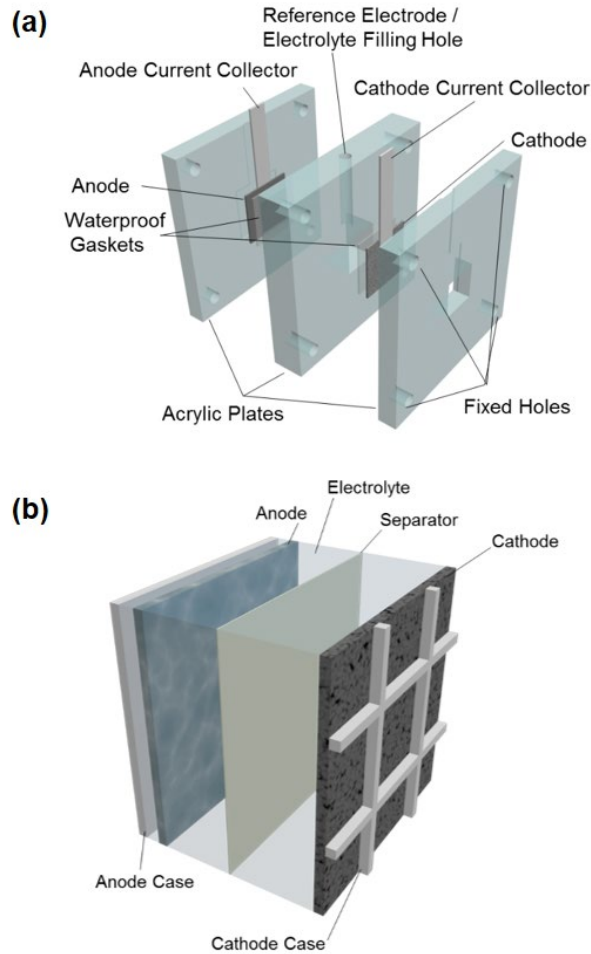 (a)
Reference Electrode /
Electrolyte Filling Hole
Anode Current Collector
Cathode Current Collector
Cathode
Anode
Waterproof
Gaskets
Acrylic Plates
Fixed Holes
(b)
Electrolyte
Anode
Separator
Cathode
Anode Case
Cathode Case